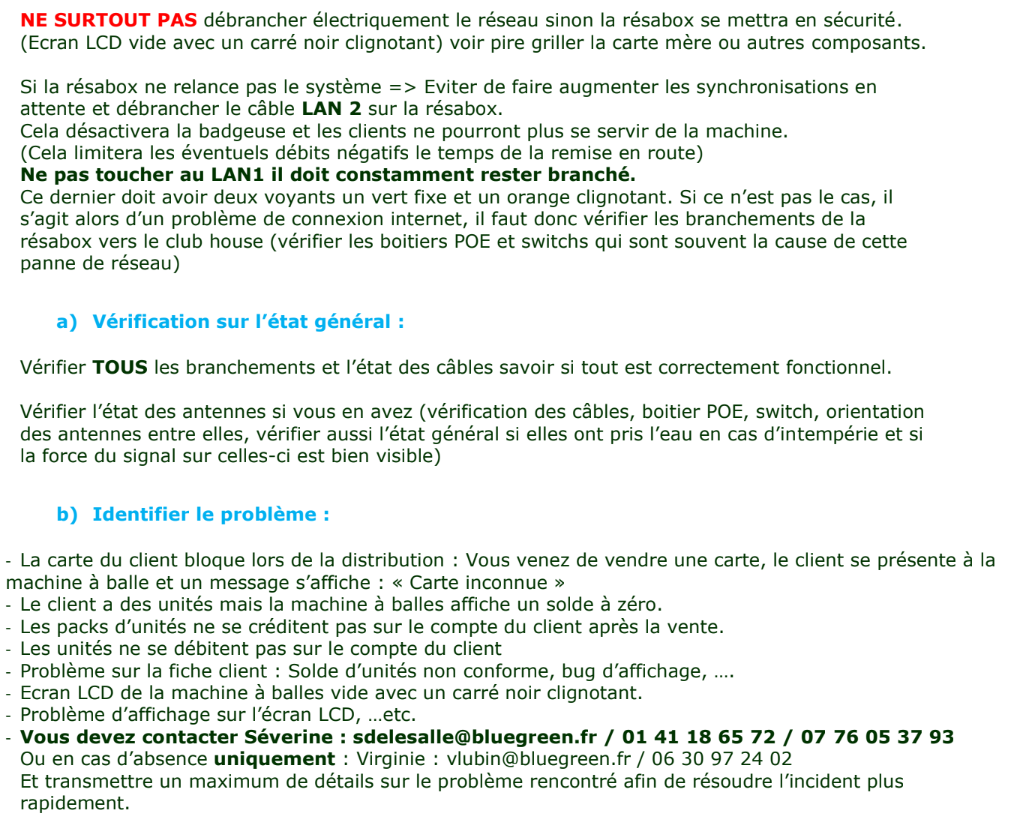 NE SURTOUT PAS débrancher électriquement le réseau sinon la résabox se mettra en sécurité.
(Ecran LCD vide avec un carré noir clignotant) voir pire griller la carte mère ou autres composants.
Si la résabox ne relance pas le système => Eviter de faire augmenter les synchronisations en
attente et débrancher le câble LAN 2 sur la résabox.
Cela désactivera la badgeuse et les clients ne pourront plus se servir de la machine.
(Cela limitera les éventuels débits négatifs le temps de la remise en route)
Ne pas toucher au LAN1 il doit constamment rester branché.
Ce dernier doit avoir deux voyants un vert fixe et un orange clignotant. Si ce n’est pas le cas, il
s’agit alors d’un problème de connexion internet, il faut donc vérifier les branchements de la
résabox vers le club house (vérifier les boitiers POE et switchs qui sont souvent la cause de cette
panne de réseau)
a) Vérification sur l’état général :
Vérifier TOUS les branchements et l’état des câbles savoir si tout est correctement fonctionnel.
Vérifier l’état des antennes si vous en avez (vérification des câbles, boitier POE, switch, orientation
des antennes entre elles, vérifier aussi l’état général si elles ont pris l’eau en cas d’intempérie et si
la force du signal sur celles-ci est bien visible)
b) Identifier le problème :
- La carte du client bloque lors de la distribution : Vous venez de vendre une carte, le client se présente à la
machine à balle et un message s’affiche : « Carte inconnue »
- Le client a des unités mais la machine à balles affiche un solde à zéro.
- Les packs d’unités ne se créditent pas sur le compte du client après la vente.
- Les unités ne se débitent pas sur le compte du client
- Problème sur la fiche client : Solde d’unités non conforme, bug d’affichage, ….
- Ecran LCD de la machine à balles vide avec un carré noir clignotant.
- Problème d’affichage sur l’écran LCD, …etc.
- Vous devez contacter Séverine : sdelesalle@bluegreen.fr / 01 41 18 65 72 / 07 76 05 37 93
Ou en cas d’absence uniquement : Virginie : vlubin@bluegreen.fr / 06 30 97 24 02
Et transmettre un maximum de détails sur le problème rencontré afin de résoudre l’incident plus
rapidement.